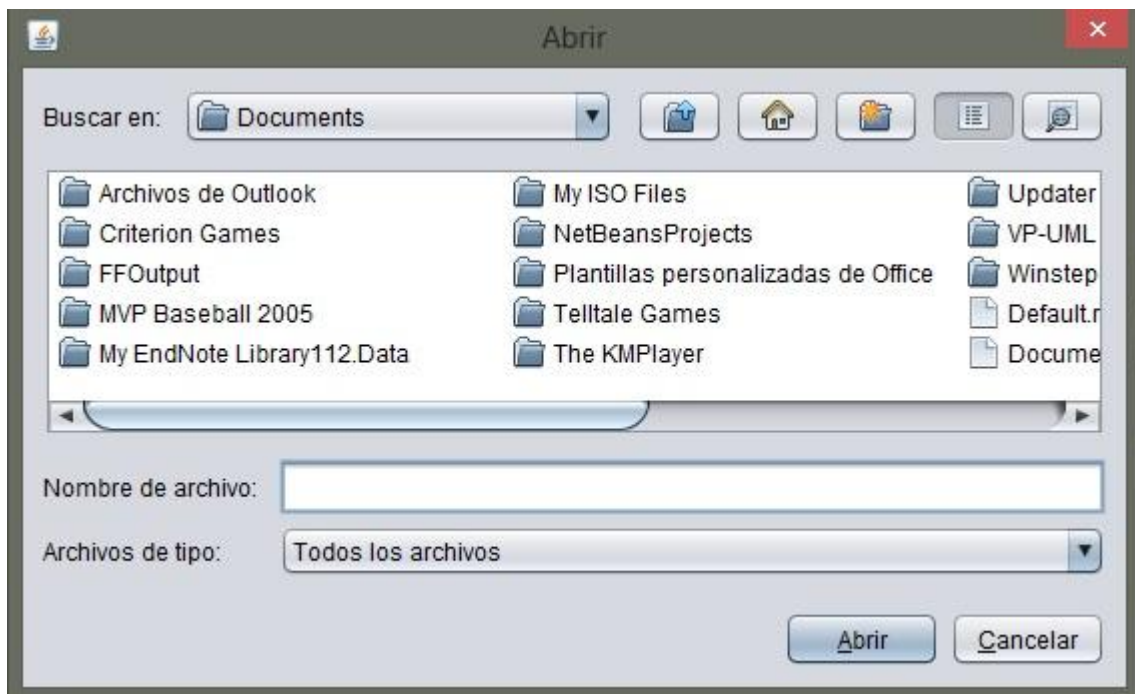 Abrir
Buscar en: Documents
Archivos de Outlook My ISO Files Updater
Criterion Games NetBeansProjects VP-UML
FFOutput Plantillas personalizadas de Office Winstep
MVP Baseball 2005 Telltale Games Default.r
My EndNote Library112.Data The KMPlayer Docume
Nombre de archivo:
Archivos de tipo: Todos los archivos
Abrir Cancelar